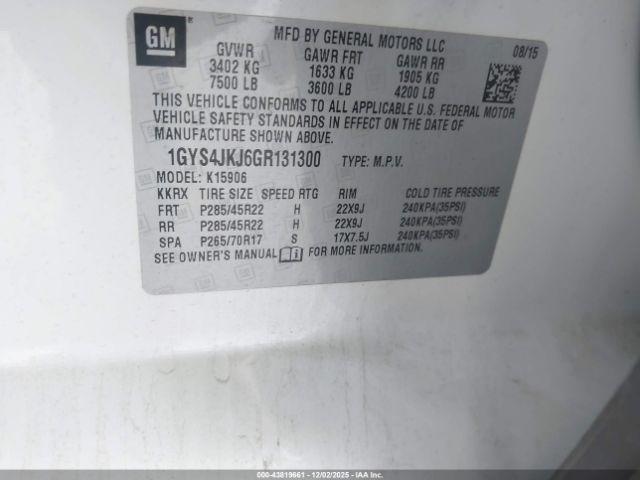 GM
MFD BY GENERAL MOTORS LLC
08/15
GVWR GAWR FRT GAWR RR
3402 KG 1633 KG 1905 KG
7500 LB 3600 LB 4200 LB
THIS VEHICLE CONFORMS TO ALL APPLICABLE U.S. FEDERAL MOTOR
VEHICLE SAFETY STANDARDS IN EFFECT ON THE DATE OF
MANUFACTURE SHOWN ABOVE.
1GYS4JKJ6GR131300 TYPE: M.P.V.
MODEL: K15906
KKRX TIRE SIZE SPEED RTG RIM COLD TIRE PRESSURE
FRT P285/45R22 H 22X9J 240KPA(35PSI)
RR P285/45R22 H 22X9J 240KPA(35PSI)
SPA P265/70R17 S 17X7.5J 240KPA(35PSI)
SEE OWNER'S MANUAL FOR MORE INFORMATION.
000-43819661 • 12/02/2025 - IAAI.COM